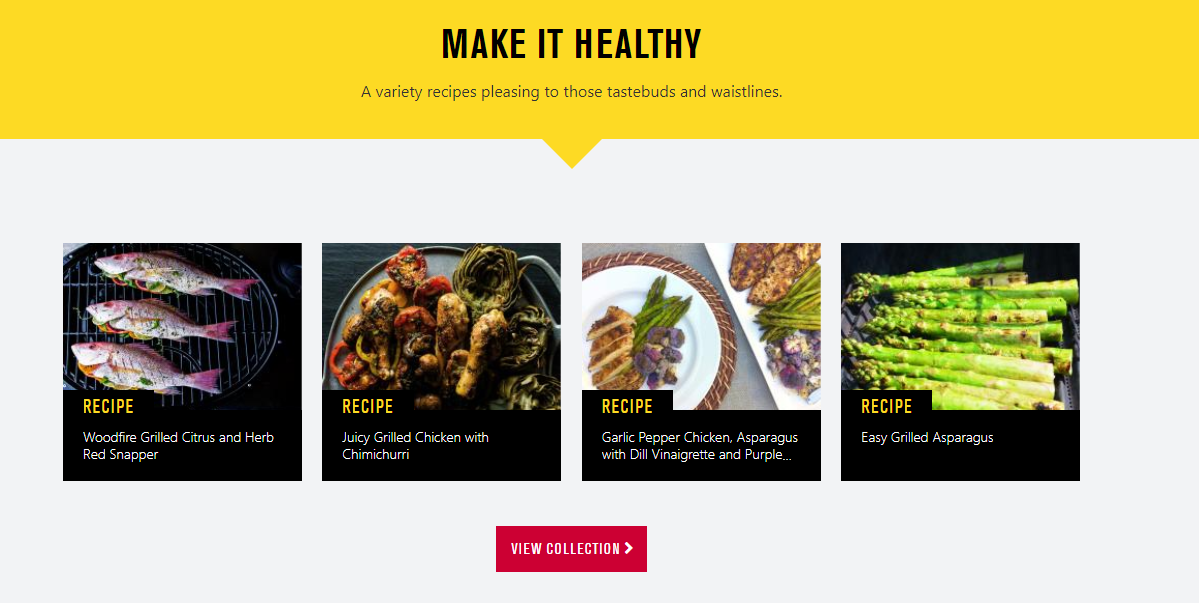 MAKE IT HEALTHY
A variety recipes pleasing to those tastebuds and waistlines.
RECIPE
Woodfire Grilled Citrus and Herb
Red Snapper
RECIPE
Juicy Grilled Chicken with
Chimichurri
RECIPE
Garlic Pepper Chicken, Asparagus
with Dill Vinaigrette and Purple...
RECIPE
Easy Grilled Asparagus
VIEW COLLECTION